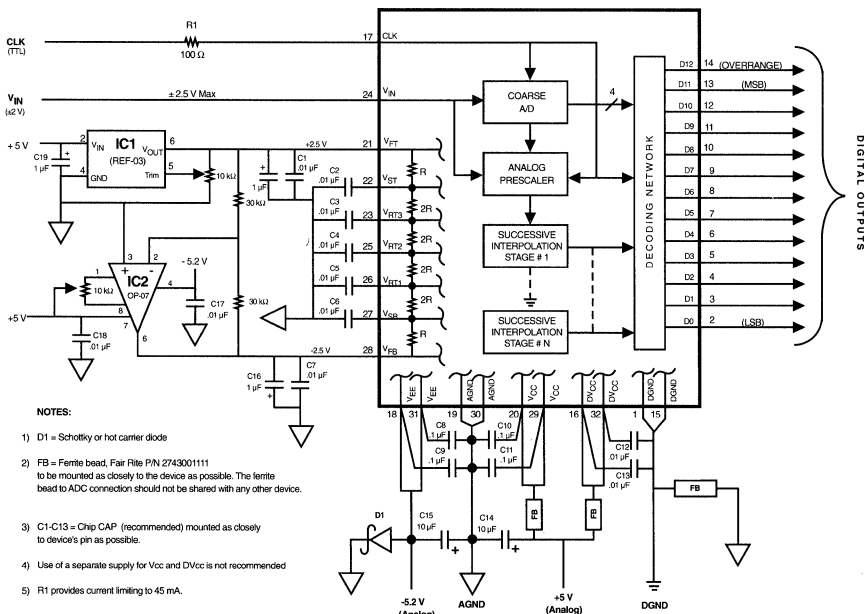 CLK
(TTL)
R1
100 Ω
17
CLK
VIN
(±2 V)
±2.5 V Max
24
VIN
COARSE
A/D
4
ANALOG
PRESCALER
SUCCESSIVE
INTERPOLATION
STAGE # 1
SUCCESSIVE
INTERPOLATION
STAGE # N
DECODING NETWORK
D12 14 (OVERRANGE)
D11 13 (MSB)
D10 12
D9 11
D8 10
D7 9
D6 8
D5 7
D4 6
D3 5
D2 4
D1 3
D0 2 (LSB)
DIGITAL OUTPUTS
+5 V
2
VIN
IC1
(REF-03)
VOUT
6
Trim
5
4
GND
C19
1 µF
+
10 kΩ
30 kΩ
+2.5 V
21
VFT
+
1 µF
C1
.01 µF
R
C2
.01 µF
22
VST
2R
C3
.01 µF
23
VRT3
2R
C4
.01 µF
25
VRT2
2R
C5
.01 µF
26
VRT1
2R
C6
.01 µF
27
VSB
R
-2.5 V
28
VFB
3
2
+ -
IC2
OP-07
1
10 kΩ
8
7
6
4
- 5.2 V
C17
.01 µF
30 kΩ
+5V
C18
.01 µF
C16
1 µF
+
C7
.01 µF
VEE
VEE
AGND
AGND
VCC
VCC
DVCC
DVCC
DGND
DGND
18
31
19
30
20
29
16
32
1
15
C8
.1 µF
C9
.1 µF
C10
.1 µF
C11
.1 µF
C12
.01 µF
C13
.01 µF
FB
FB
FB
D1
C15
10 µF
+
C14
10 µF
+
-5.2 V
(Analog)
AGND
+5 V
(Analog)
DGND
NOTES:
1) D1 = Schottky or hot carrier diode
2) FB = Ferrite bead, Fair Rite P/N 2743001111
to be mounted as closely to the device as possible. The ferrite
bead to ADC connection should not be shared with any other device.
3) C1-C13 = Chip CAP (recommended) mounted as closely
to device's pin as possible.
4) Use of a separate supply for Vcc and DVcc is not recommended
5) R1 provides current limiting to 45 mA.